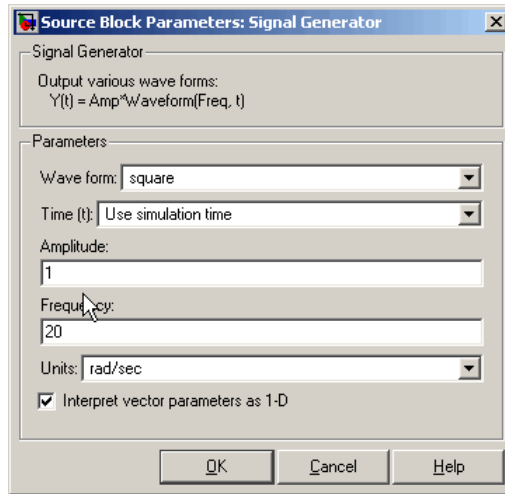 Source Block Parameters: Signal Generator
Signal Generator
Output various wave forms:
Y(t) = Amp*Waveform(Freq, t)
Parameters
Wave form: square
Time (t): Use simulation time
Amplitude:
1
Frequency:
20
Units: rad/sec
Interpret vector parameters as 1-D
OK Cancel Help